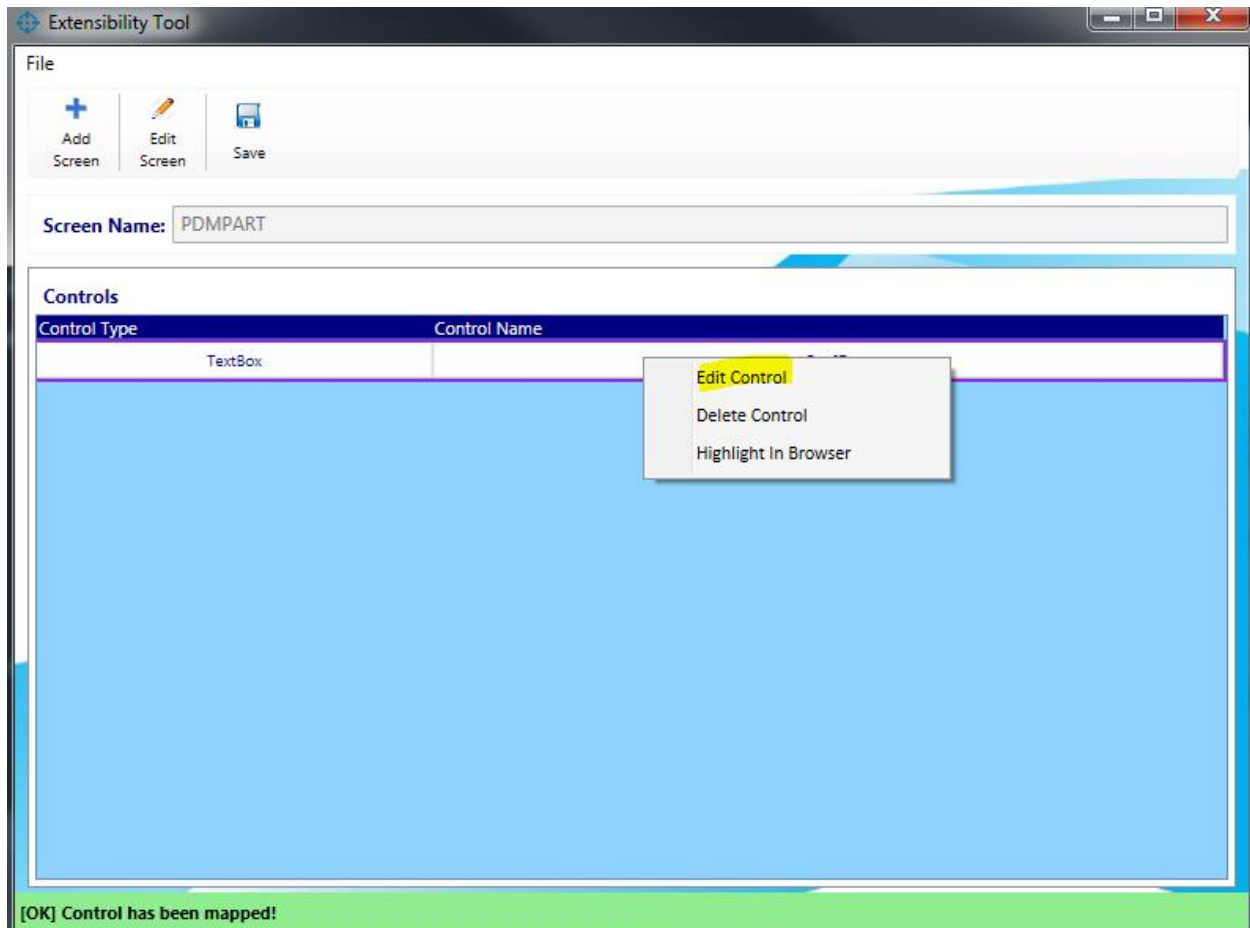 Extensibility Tool
File
Add
Screen
Edit
Screen
Save
Screen Name: PDMPART
Controls
Control Type Control Name
TextBox
Edit Control
Delete Control
Highlight In Browser
[OK] Control has been mapped!